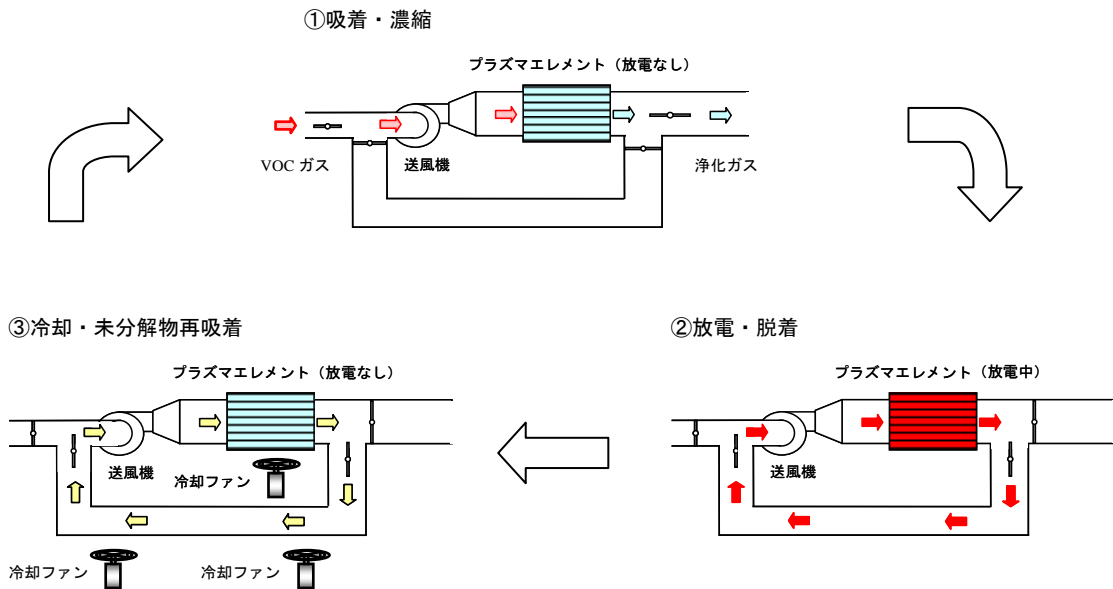 ①吸着・濃縮
プラズマエレメント（放電なし）
VOC ガス
送風機
浄化ガス
③冷却・未分解物再吸着
プラズマエレメント（放電なし）
送風機
冷却ファン
冷却ファン
冷却ファン
②放電・脱着
プラズマエレメント（放電中）
送風機